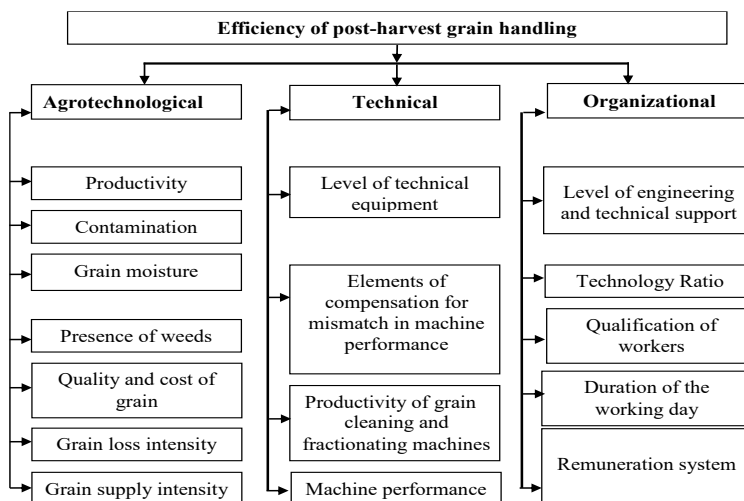 Efficiency of post-harvest grain handling
Agrotechnological
Productivity
Contamination
Grain moisture
Presence of weeds
Quality and cost of
grain
Grain loss intensity
Grain supply intensity
Technical
Level of technical
equipment
Elements of
compensation for
mismatch in machine
performance
Productivity of grain
cleaning and
fractionating machines
Machine performance
Organizational
Level of engineering
and technical support
Technology Ratio
Qualification of
workers
Duration of the
working day
Remuneration system